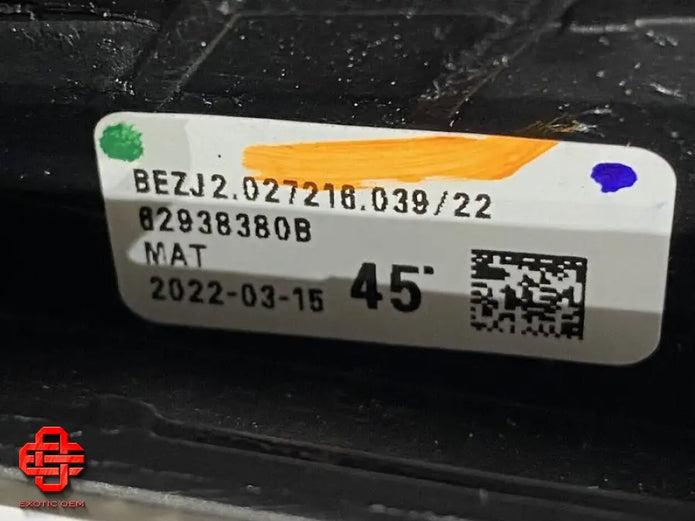 BEZJ2.027216.039/22
82938380B
MAT
2022-03-15
45
EXOTIC OEM